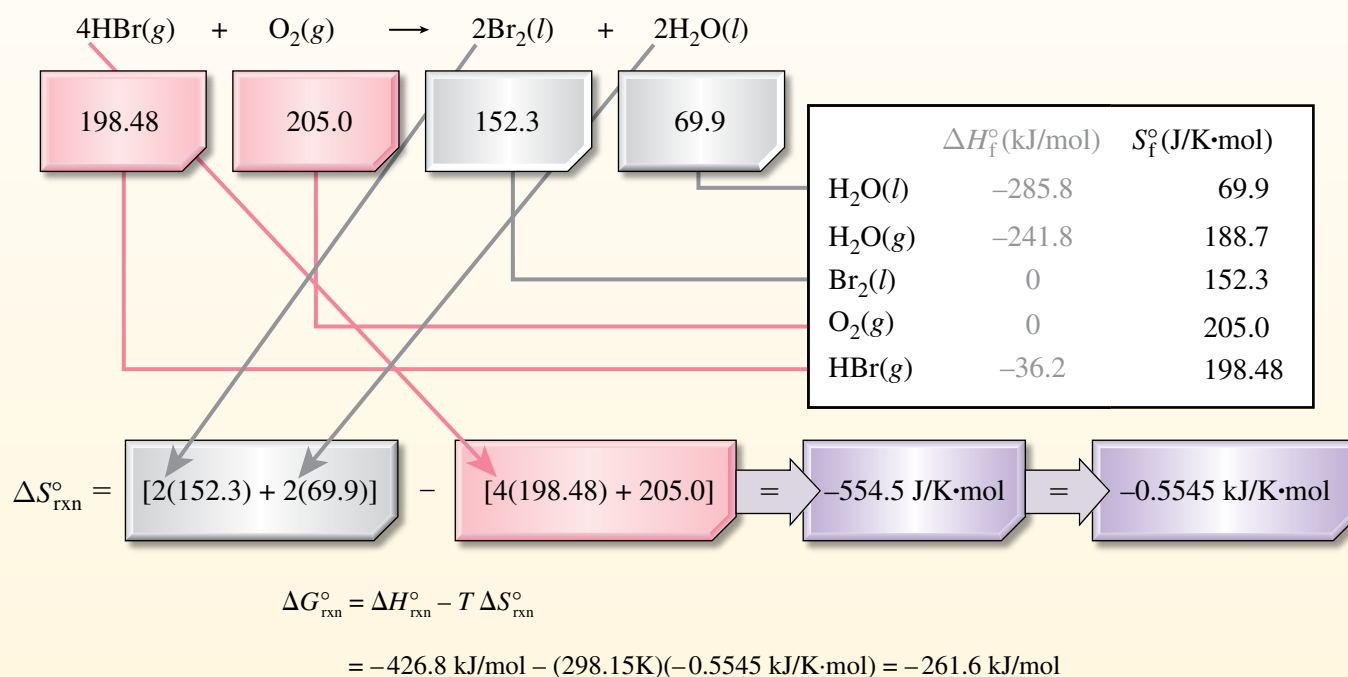 4HBr(g) + O₂(g) ⟶ 2Br₂(l) + 2H₂O(l)
198.48 205.0 152.3 69.9
ΔH°f (kJ/mol) S°f (J/K•mol)
H₂O(l) –285.8 69.9
H₂O(g) –241.8 188.7
Br₂(l) 0 152.3
O₂(g) 0 205.0
HBr(g) –36.2 198.48
ΔS°rxn = [2(152.3) + 2(69.9)] – [4(198.48) + 205.0] = –554.5 J/K•mol = –0.5545 kJ/K•mol
ΔG°rxn = ΔH°rxn – T ΔS°rxn
= –426.8 kJ/mol – (298.15K)(–0.5545 kJ/K·mol) = –261.6 kJ/mol